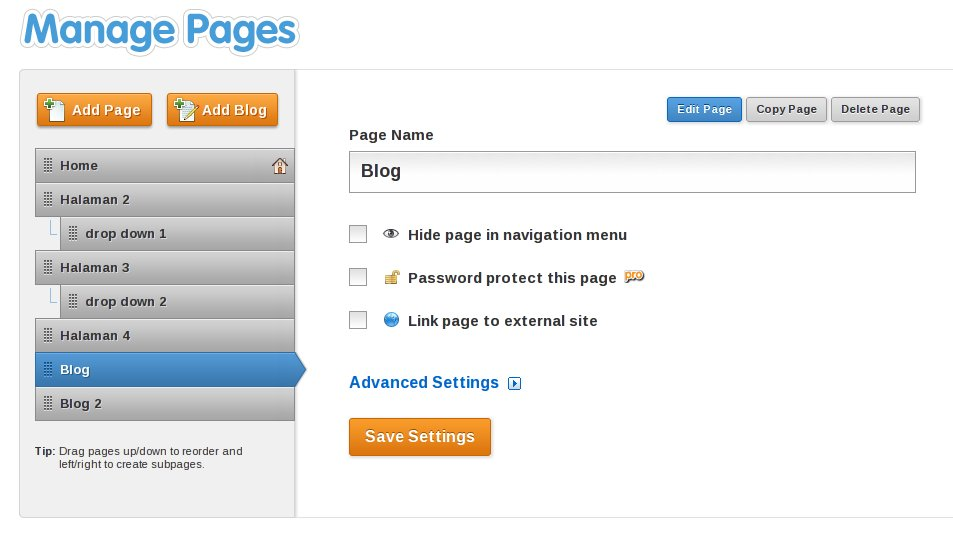 Manage Pages
Add Page
Add Blog
Home
Halaman 2
drop down 1
Halaman 3
drop down 2
Halaman 4
Blog
Blog 2
Tip: Drag pages up/down to reorder and
left/right to create subpages.
Edit Page
Copy Page
Delete Page
Page Name
Blog
Hide page in navigation menu
Password protect this page pro
Link page to external site
Advanced Settings
Save Settings